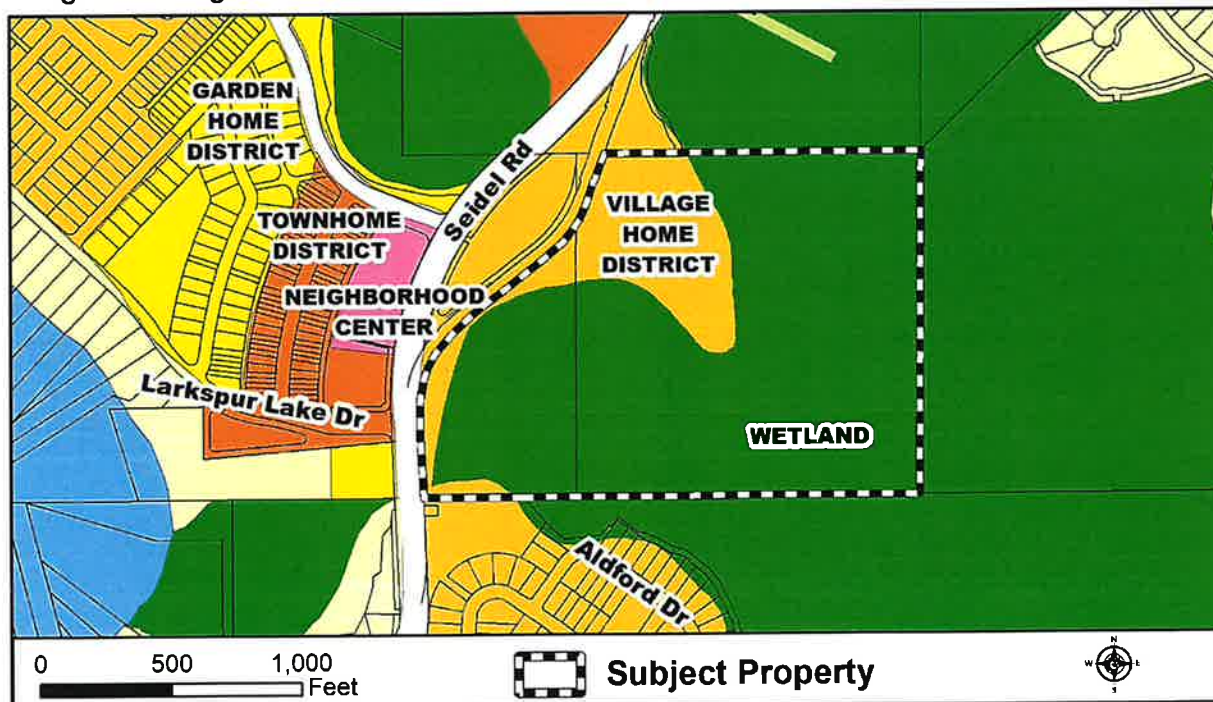 GARDEN
HOME
DISTRICT
Seidel Rd
TOWNHOME
DISTRICT
VILLAGE
HOME
DISTRICT
NEIGHBORHOOD
CENTER
Larkspur Lake Dr
WETLAND
Aldford Dr
0 500 1,000
Feet
Subject Property
N
W E
S